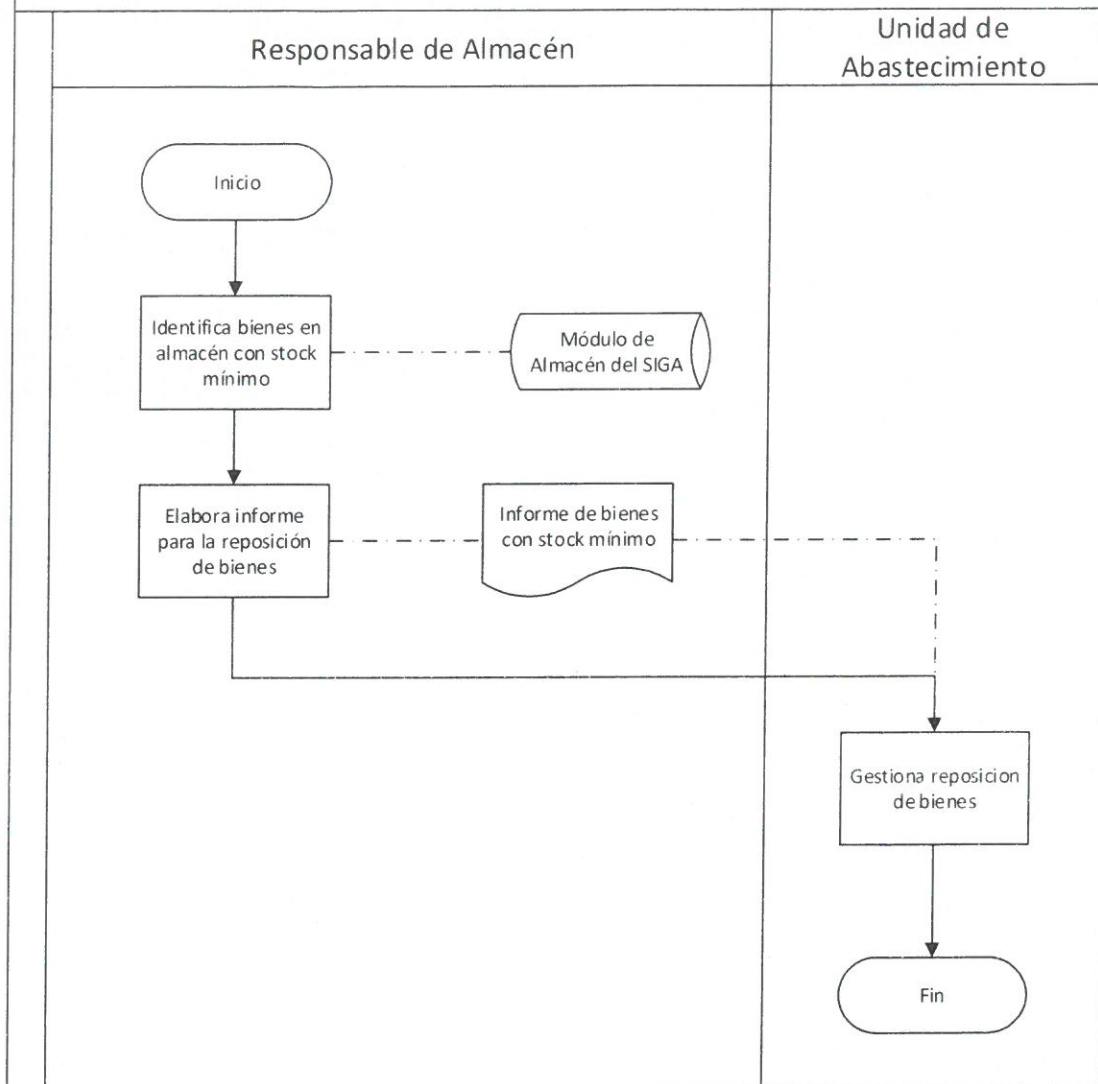 Responsable de Almacén
Unidad de
Abastecimiento
Inicio
Identifica bienes en
almacén con stock
mínimo
Módulo de
Almacén del SIGA
Elabora informe
para la reposición
de bienes
Informe de bienes
con stock mínimo
Gestiona reposicion
de bienes
Fin